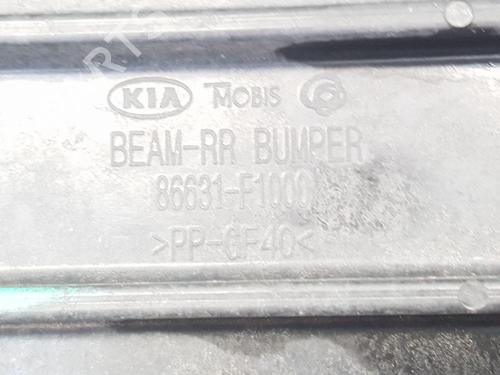 KIA MOBIS
BEAM-RR BUMPER
86631-F1000
>PP-GF40<